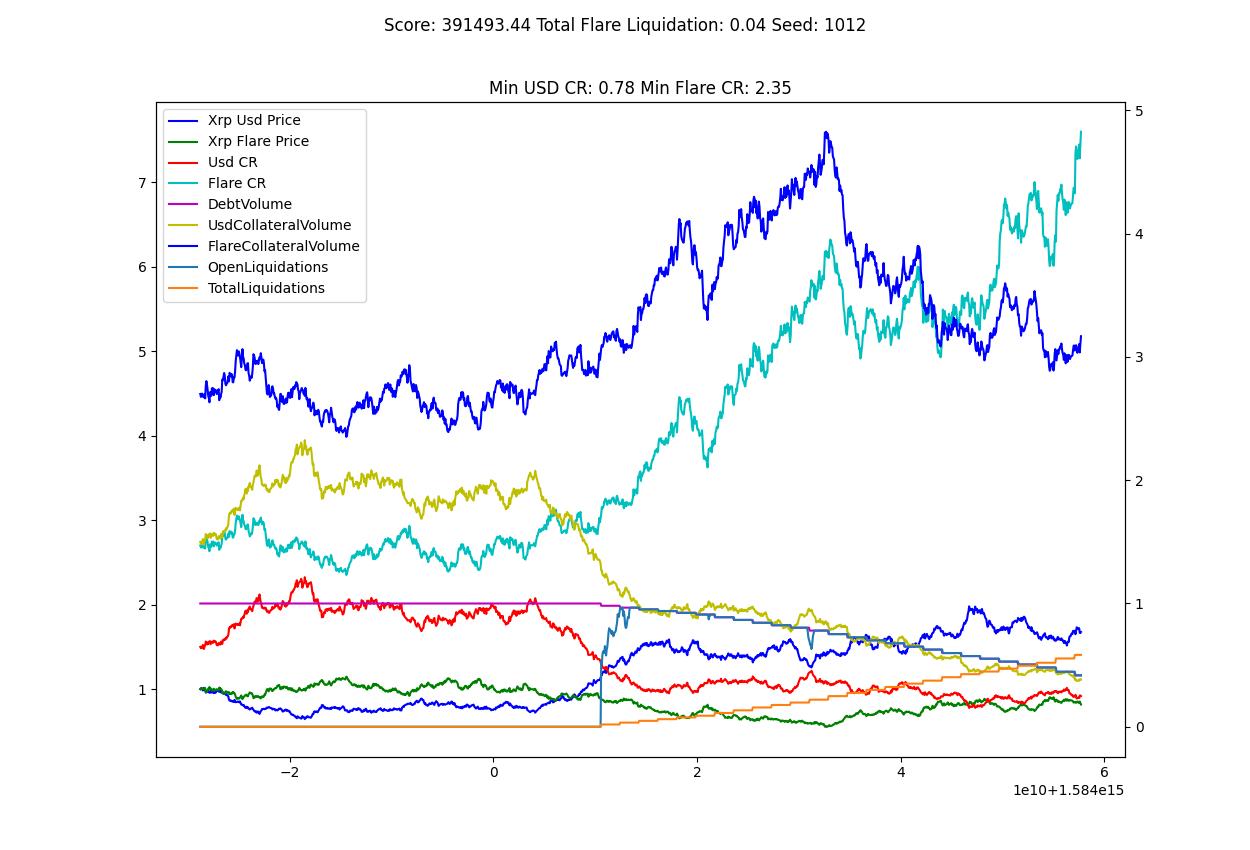 Score: 391493.44 Total Flare Liquidation: 0.04 Seed: 1012
Min USD CR: 0.78 Min Flare CR: 2.35
Xrp Usd Price
Xrp Flare Price
Usd CR
Flare CR
DebtVolume
UsdCollateralVolume
FlareCollateralVolume
OpenLiquidations
TotalLiquidations
7
6
5
4
3
2
1
5
4
3
2
1
0
−2
0
2
4
6
1e10+1.584e15